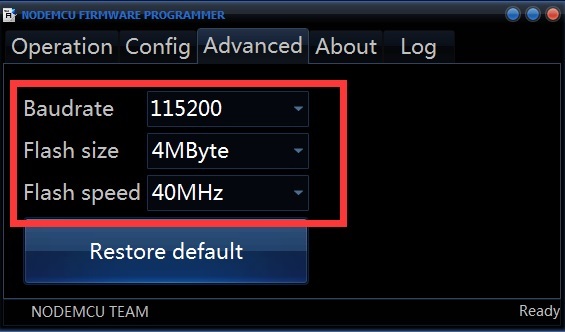 NODEMCU FIRMWARE PROGRAMMER
Operation Config Advanced About Log
Baudrate 115200
Flash size 4MByte
Flash speed 40MHz
Restore default
NODEMCU TEAM Ready